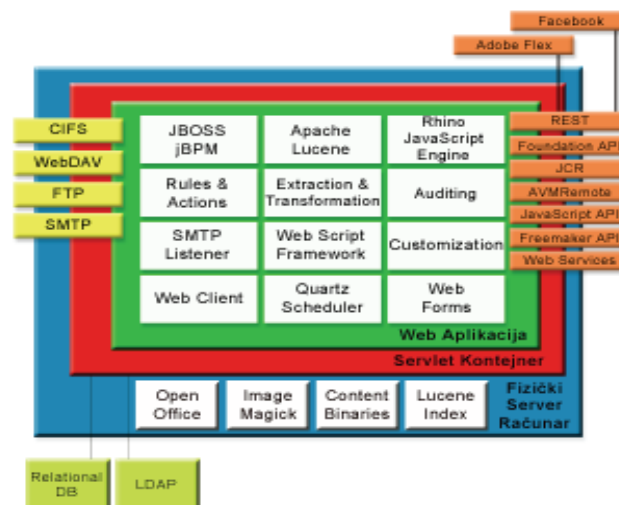 Facebook
Adobe Flex
CIFS
WebDAV
FTP
SMTP
JBOSS
jBPM
Apache
Lucene
Rhino
JavaScript
Engine
Rules &
Actions
Extraction &
Transformation
Auditing
SMTP
Listener
Web Script
Framework
Customization
Web Client
Quartz
Scheduler
Web
Forms
REST
Foundation API
JCR
AVMRemote
JavaScript API
Freemaker API
Web Services
Web Aplikacija
Servlet Kontejner
Open
Office
Image
Magick
Content
Binaries
Lucene
Index
Fizički
Server
Računar
Relational
DB
LDAP